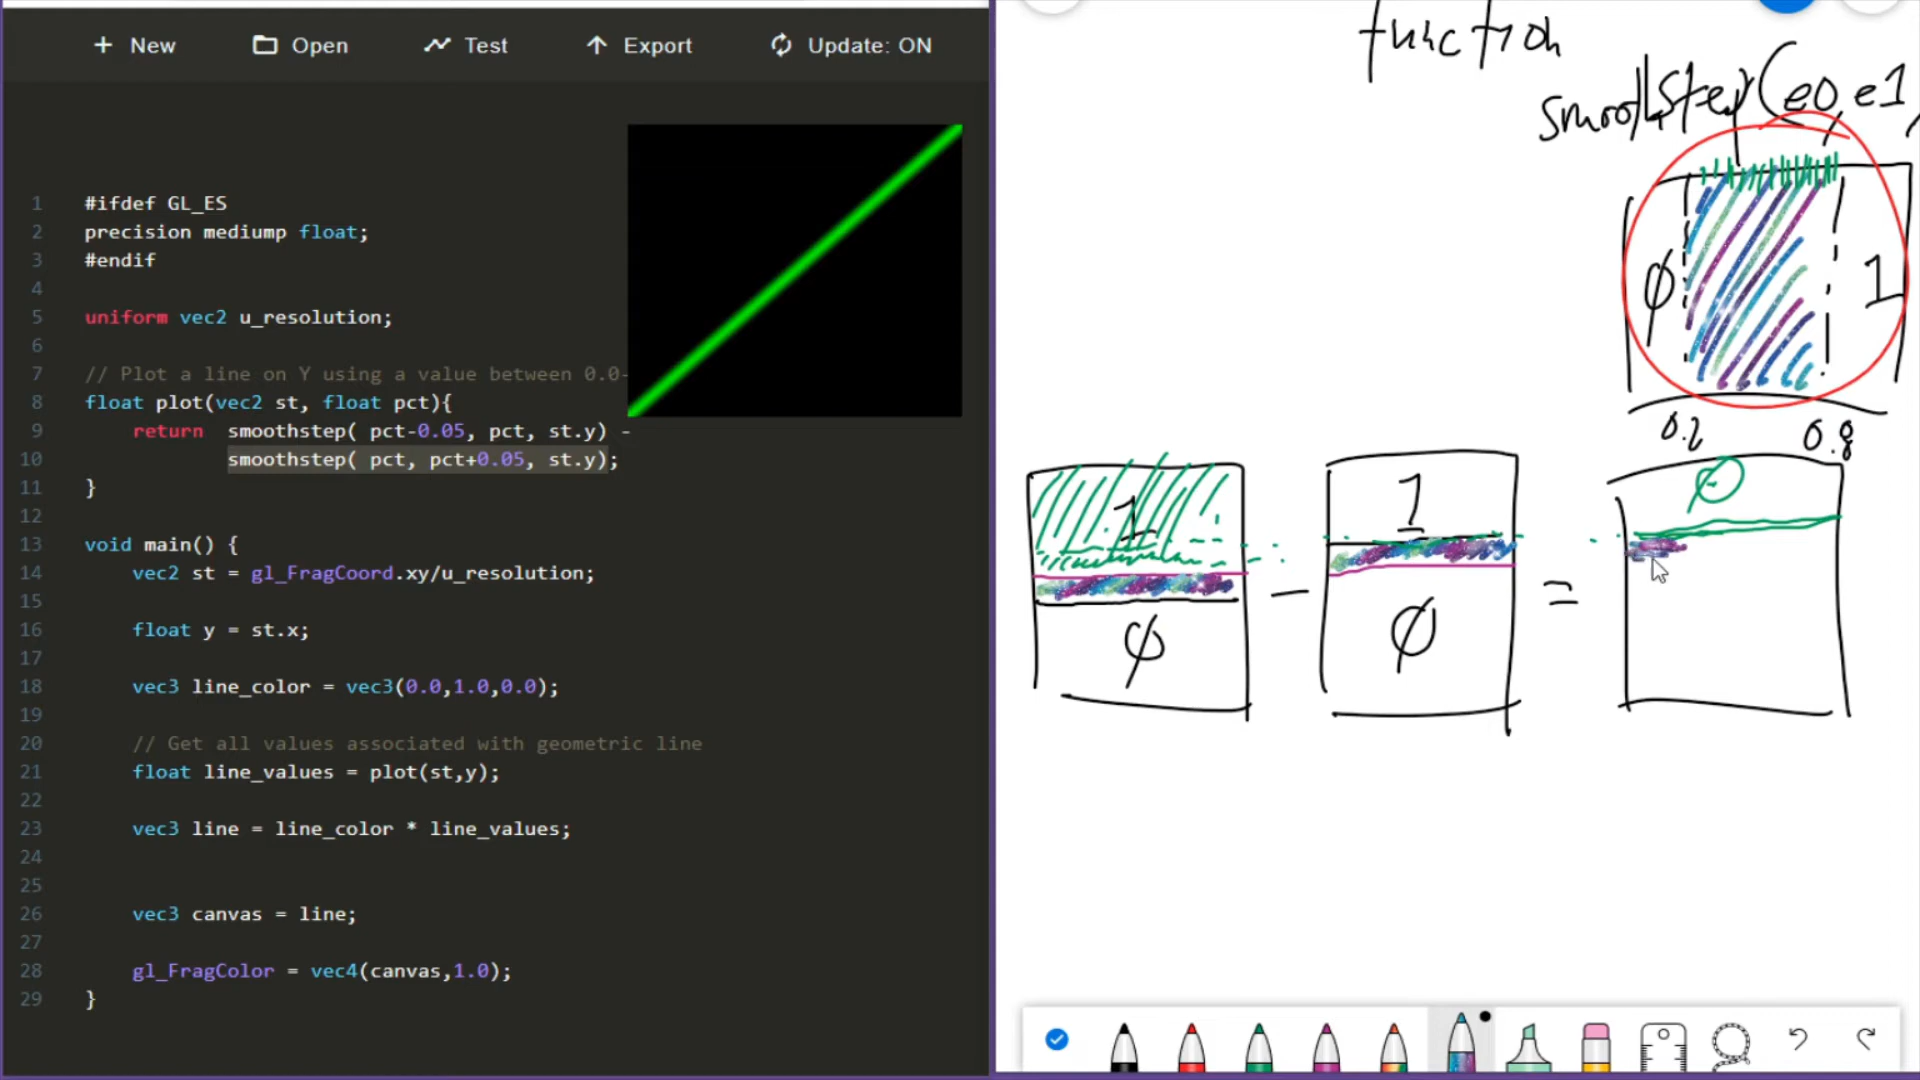 New Open Test Export Update: ON
1 #ifdef GL_ES
2 precision mediump float;
3 #endif
4
5 uniform vec2 u_resolution;
6
7 // Plot a line on Y using a value between 0.0-
8 float plot(vec2 st, float pct){
9 return smoothstep( pct-0.05, pct, st.y) -
10 smoothstep( pct, pct+0.05, st.y);
11 }
12
13 void main() {
14 vec2 st = gl_FragCoord.xy/u_resolution;
15
16 float y = st.x;
17
18 vec3 line_color = vec3(0.0,1.0,0.0);
19
20 // Get all values associated with geometric line
21 float line_values = plot(st,y);
22
23 vec3 line = line_color * line_values;
24
25
26 vec3 canvas = line;
27
28 gl_FragColor = vec4(canvas,1.0);
29 }
function
smoothstep(e0,e1,
0 1
0.2 0.8
1 1 0
- =
0 0